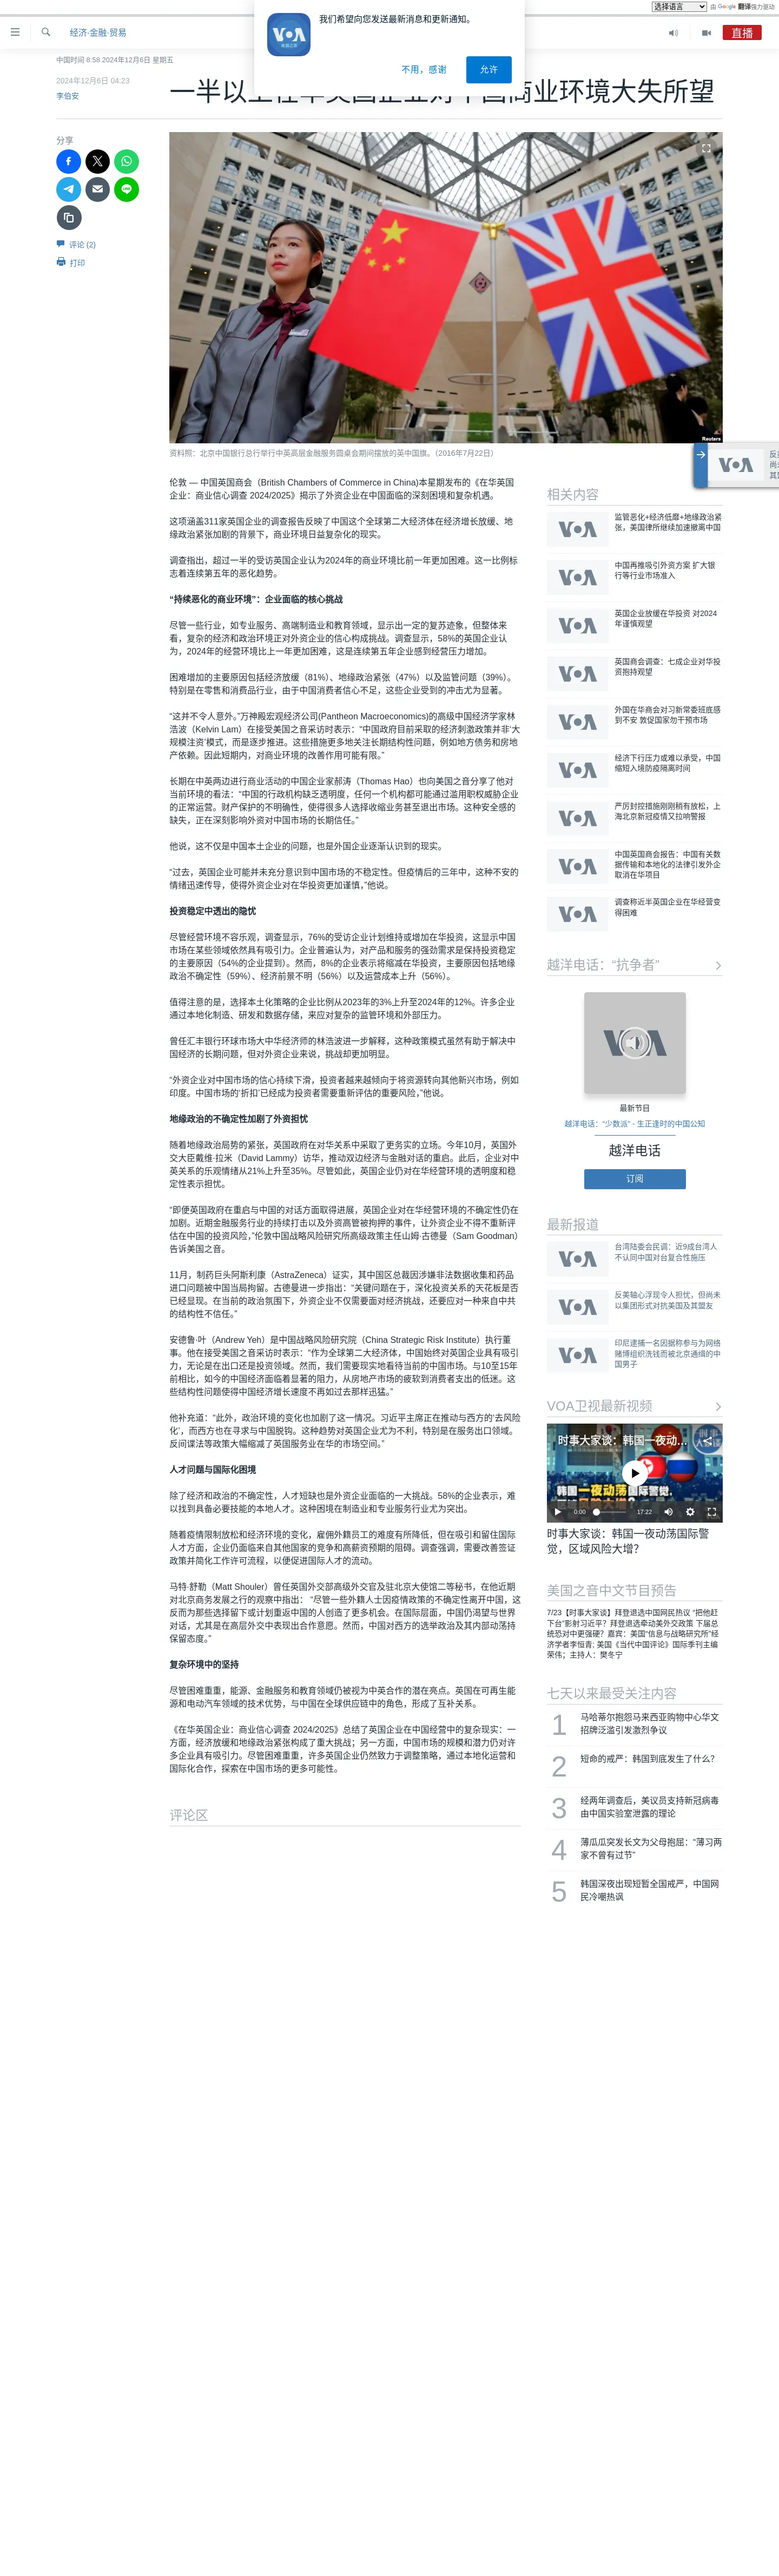 选择语言
由 Google 翻译强力驱动
经济·金融·贸易
直播
VOA
美国之音
我们希望向您发送最新消息和更新通知。
不用，感谢
允许
中国时间 8:58 2024年12月6日 星期五
2024年12月6日 04:23
李伯安
一半以上在华英国企业对中国商业环境大失所望
分享
评论 (2)
打印
Reuters
资料照：北京中国银行总行举行中英高层金融服务圆桌会期间摆放的英中国旗。（2016年7月22日）
伦敦 — 中国英国商会（British Chambers of Commerce in China)本星期发布的《在华英国
企业：商业信心调查 2024/2025》揭示了外资企业在中国面临的深刻困境和复杂机遇。
这项涵盖311家英国企业的调查报告反映了中国这个全球第二大经济体在经济增长放缓、地
缘政治紧张加剧的背景下，商业环境日益复杂化的现实。
调查指出，超过一半的受访英国企业认为2024年的商业环境比前一年更加困难。这一比例标
志着连续第五年的恶化趋势。
“持续恶化的商业环境”：企业面临的核心挑战
尽管一些行业，如专业服务、高端制造业和教育领域，显示出一定的复苏迹象，但整体来
看，复杂的经济和政治环境正对外资企业的信心构成挑战。调查显示，58%的英国企业认
为，2024年的经营环境比上一年更加困难，这是连续第五年企业感到经营压力增加。
困难增加的主要原因包括经济放缓（81%）、地缘政治紧张（47%）以及监管问题（39%）。
特别是在零售和消费品行业，由于中国消费者信心不足，这些企业受到的冲击尤为显著。
“这并不令人意外。”万神殿宏观经济公司(Pantheon Macroeconomics)的高级中国经济学家林
浩波（Kelvin Lam）在接受美国之音采访时表示：“中国政府目前采取的经济刺激政策并非‘大
规模注资’模式，而是逐步推进。这些措施更多地关注长期结构性问题，例如地方债务和房地
产依赖。因此短期内，对商业环境的改善作用可能有限。”
长期在中英两边进行商业活动的中国企业家郝涛（Thomas Hao）也向美国之音分享了他对
当前环境的看法：“中国的行政机构缺乏透明度，任何一个机构都可能通过滥用职权威胁企业
的正常运营。财产保护的不明确性，使得很多人选择收缩业务甚至退出市场。这种安全感的
缺失，正在深刻影响外资对中国市场的长期信任。”
他说，这不仅是中国本土企业的问题，也是外国企业逐渐认识到的现实。
“过去，英国企业可能并未充分意识到中国市场的不稳定性。但疫情后的三年中，这种不安的
情绪迅速传导，使得外资企业对在华投资更加谨慎，”他说。
投资稳定中透出的隐忧
尽管经营环境不容乐观，调查显示，76%的受访企业计划维持或增加在华投资，这显示中国
市场在某些领域依然具有吸引力。企业普遍认为，对产品和服务的强劲需求是保持投资稳定
的主要原因（54%的企业提到）。然而，8%的企业表示将缩减在华投资，主要原因包括地缘
政治不确定性（59%）、经济前景不明（56%）以及运营成本上升（56%）。
值得注意的是，选择本土化策略的企业比例从2023年的3%上升至2024年的12%。许多企业
通过本地化制造、研发和数据存储，来应对复杂的监管环境和外部压力。
曾任汇丰银行环球市场大中华经济师的林浩波进一步解释，这种政策模式虽然有助于解决中
国经济的长期问题，但对外资企业来说，挑战却更加明显。
“外资企业对中国市场的信心持续下滑，投资者越来越倾向于将资源转向其他新兴市场，例如
印度。中国市场的‘折扣’已经成为投资者需要重新评估的重要风险，”他说。
地缘政治的不确定性加剧了外资担忧
随着地缘政治局势的紧张，英国政府在对华关系中采取了更务实的立场。今年10月，英国外
交大臣戴维·拉米（David Lammy）访华，推动双边经济与金融对话的重启。此后，企业对中
英关系的乐观情绪从21%上升至35%。尽管如此，英国企业仍对在华经营环境的透明度和稳
定性表示担忧。
“即便英国政府在重启与中国的对话方面取得进展，英国企业对在华经营环境的不确定性仍在
加剧。近期金融服务行业的持续打击以及外资高管被拘押的事件，让外资企业不得不重新评
估在中国的投资风险，”伦敦中国战略风险研究所高级政策主任山姆·古德曼（Sam Goodman）
告诉美国之音。
11月，制药巨头阿斯利康（AstraZeneca）证实，其中国区总裁因涉嫌非法数据收集和药品
进口问题被中国当局拘留。古德曼进一步指出：“关键问题在于，深化投资关系的天花板是否
已经显现。在当前的政治氛围下，外资企业不仅需要面对经济挑战，还要应对一种来自中共
的结构性不信任。”
安德鲁·叶（Andrew Yeh）是中国战略风险研究院（China Strategic Risk Institute）执行董
事。他在接受美国之音采访时表示：“作为全球第二大经济体，中国始终对英国企业具有吸引
力，无论是在出口还是投资领域。然而，我们需要现实地看待当前的中国市场。与10至15年
前相比，如今的中国经济面临着显著的阻力，从房地产市场的疲软到消费者支出的低迷。这
些结构性问题使得中国经济增长速度不再如过去那样迅猛。”
他补充道：“此外，政治环境的变化也加剧了这一情况。习近平主席正在推动与西方的‘去风险
化’，而西方也在寻求与中国脱钩。这种趋势对英国企业尤为不利，特别是在服务出口领域。
反间谍法等政策大幅缩减了英国服务业在华的市场空间。”
人才问题与国际化困境
除了经济和政治的不确定性，人才短缺也是外资企业面临的一大挑战。58%的企业表示，难
以找到具备必要技能的本地人才。这种困境在制造业和专业服务行业尤为突出。
随着疫情限制放松和经济环境的变化，雇佣外籍员工的难度有所降低，但在吸引和留住国际
人才方面，企业仍面临来自其他国家的竞争和高薪资预期的阻碍。调查强调，需要改善签证
政策并简化工作许可流程，以便促进国际人才的流动。
马特·舒勒（Matt Shouler）曾任英国外交部高级外交官及驻北京大使馆二等秘书，在他近期
对北京商务发展之行的观察中指出： “尽管一些外籍人士因疫情政策的不确定性离开中国，这
反而为那些选择留下或计划重返中国的人创造了更多机会。在国际层面，中国仍渴望与世界
对话，尤其是在高层外交中表现出合作意愿。然而，中国对西方的选举政治及其内部动荡持
保留态度。”
复杂环境中的坚持
尽管困难重重，能源、金融服务和教育领域仍被视为中英合作的潜在亮点。英国在可再生能
源和电动汽车领域的技术优势，与中国在全球供应链中的角色，形成了互补关系。
《在华英国企业：商业信心调查 2024/2025》总结了英国企业在中国经营中的复杂现实：一
方面，经济放缓和地缘政治紧张构成了重大挑战；另一方面，中国市场的规模和潜力仍对许
多企业具有吸引力。尽管困难重重，许多英国企业仍然致力于调整策略，通过本地化运营和
国际化合作，探索在中国市场的更多可能性。
评论区
相关内容
监管恶化+经济低靡+地缘政治紧
张，美国律所继续加速撤离中国
中国再推吸引外资方案 扩大银
行等行业市场准入
英国企业放缓在华投资 对2024
年谨慎观望
英国商会调查：七成企业对华投
资抱持观望
外国在华商会对习新常委班底感
到不安 敦促国家勿干预市场
经济下行压力或难以承受，中国
缩短入境防疫隔离时间
严厉封控措施刚刚稍有放松，上
海北京新冠疫情又拉响警报
中国英国商会报告：中国有关数
据传输和本地化的法律引发外企
取消在华项目
调查称近半英国企业在华经营变
得困难
越洋电话：“抗争者”
最新节目
越洋电话：“少数派” - 生正逢时的中国公知
越洋电话
订阅
最新报道
台湾陆委会民调：近9成台湾人
不认同中国对台复合性施压
反美轴心浮现令人担忧，但尚未
以集团形式对抗美国及其盟友
印尼逮捕一名因据称参与为网络
赌博组织洗钱而被北京通缉的中
国男子
VOA卫视最新视频
时事大家谈：韩国一夜动...
韩国一夜动荡国际警觉，
0:00
17:22
时事大家谈：韩国一夜动荡国际警
觉，区域风险大增？
美国之音中文节目预告
7/23【时事大家谈】拜登退选中国网民热议 “把他赶
下台”影射习近平？拜登退选牵动美外交政策 下届总
统恐对中更强硬？嘉宾：美国“信息与战略研究所”经
济学者李恒青; 美国《当代中国评论》国际季刊主编
荣伟；主持人：樊冬宁
七天以来最受关注内容
1
马哈蒂尔抱怨马来西亚购物中心华文
招牌泛滥引发激烈争议
2
短命的戒严：韩国到底发生了什么？
3
经两年调查后，美议员支持新冠病毒
由中国实验室泄露的理论
4
薄瓜瓜突发长文为父母抱屈：“薄习两
家不曾有过节”
5
韩国深夜出现短暂全国戒严，中国网
民冷嘲热讽